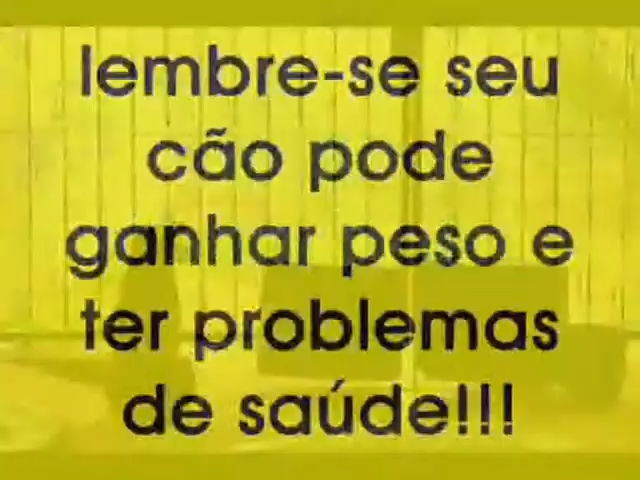 lembre-se seu
cão pode
ganhar peso e
ter problemas
de saúde!!!